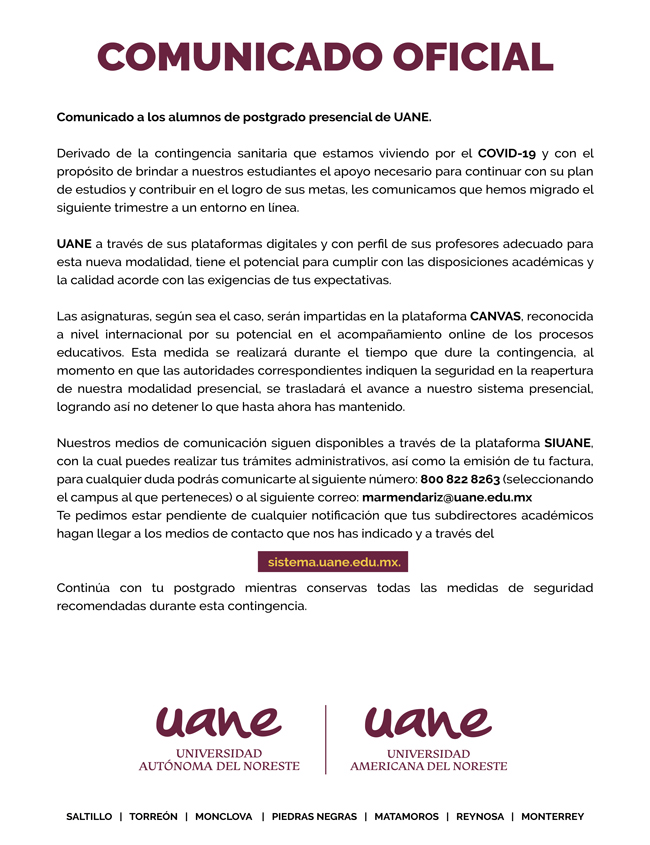 COMUNICADO OFICIAL
Comunicado a los alumnos de postgrado presencial de UANE.
Derivado de la contingencia sanitaria que estamos viviendo por el COVID-19 y con el
propósito de brindar a nuestros estudiantes el apoyo necesario para continuar con su plan
de estudios y contribuir en el logro de sus metas, les comunicamos que hemos migrado el
siguiente trimestre a un entorno en línea.
UANE a través de sus plataformas digitales y con perfil de sus profesores adecuado para
esta nueva modalidad, tiene el potencial para cumplir con las disposiciones académicas y
la calidad acorde con las exigencias de tus expectativas.
Las asignaturas, según sea el caso, serán impartidas en la plataforma CANVAS, reconocida
a nivel internacional por su potencial en el acompañamiento online de los procesos
educativos. Esta medida se realizará durante el tiempo que dure la contingencia, al
momento en que las autoridades correspondientes indiquen la seguridad en la reapertura
de nuestra modalidad presencial, se trasladará el avance a nuestro sistema presencial,
logrando así no detener lo que hasta ahora has mantenido.
Nuestros medios de comunicación siguen disponibles a través de la plataforma SIUANE,
con la cual puedes realizar tus trámites administrativos, así como la emisión de tu factura,
para cualquier duda podrás comunicarte al siguiente número: 800 822 8263 (seleccionando
el campus al que perteneces) o al siguiente correo: marmendariz@uane.edu.mx
Te pedimos estar pendiente de cualquier notificación que tus subdirectores académicos
hagan llegar a los medios de contacto que nos has indicado y a través del
sistema.uane.edu.mx.
Continúa con tu postgrado mientras conservas todas las medidas de seguridad
recomendadas durante esta contingencia.
uane
UNIVERSIDAD
AUTÓNOMA DEL NORESTE
uane
UNIVERSIDAD
AMERICANA DEL NORESTE
SALTILLO | TORREÓN | MONCLOVA | PIEDRAS NEGRAS | MATAMOROS | REYNOSA | MONTERREY